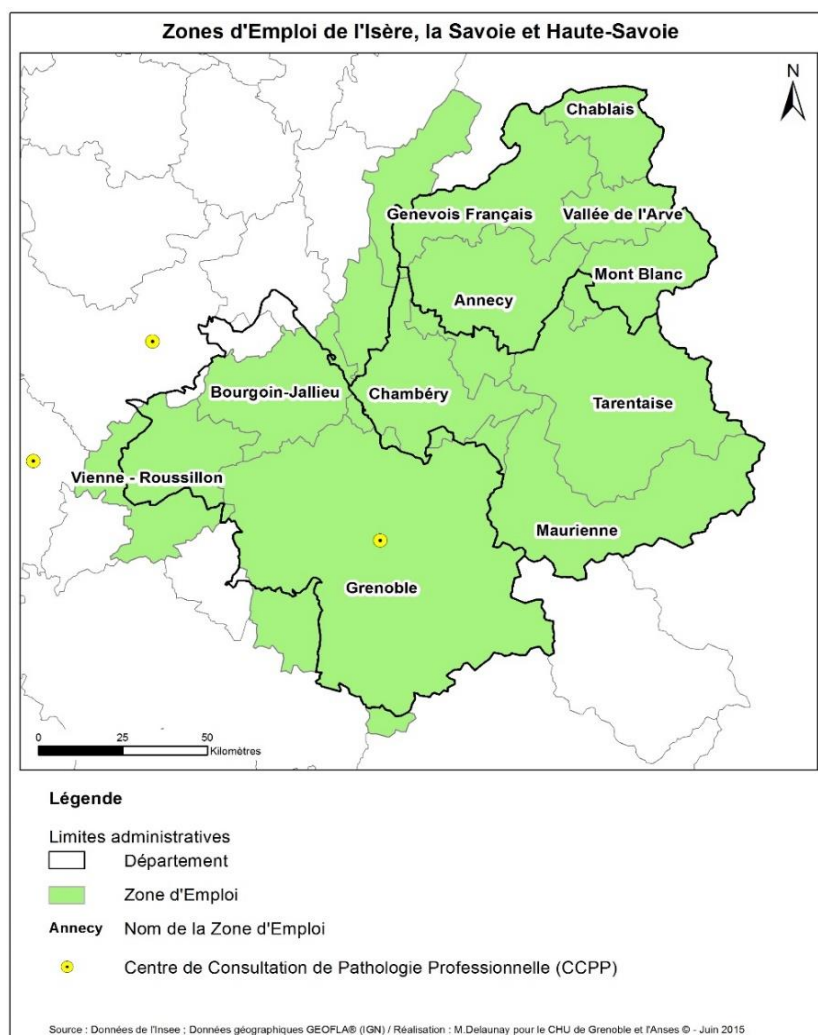 Zones d'Emploi de l'Isère, la Savoie et Haute-Savoie
N
Chablais
Genevois Français
Vallée de l'Arve
Mont Blanc
Annecy
Bourgoin-Jallieu
Chambéry
Tarentaise
Vienne - Roussillon
Maurienne
Grenoble
0 25 50
Kilomètres
Légende
Limites administratives
Département
Zone d'Emploi
Annecy Nom de la Zone d'Emploi
Centre de Consultation de Pathologie Professionnelle (CCPP)
Source : Données de l'Insee ; Données géographiques GEOFLA® (IGN) / Réalisation : M.Delaunay pour le CHU de Grenoble et l'Anses © - Juin 2015